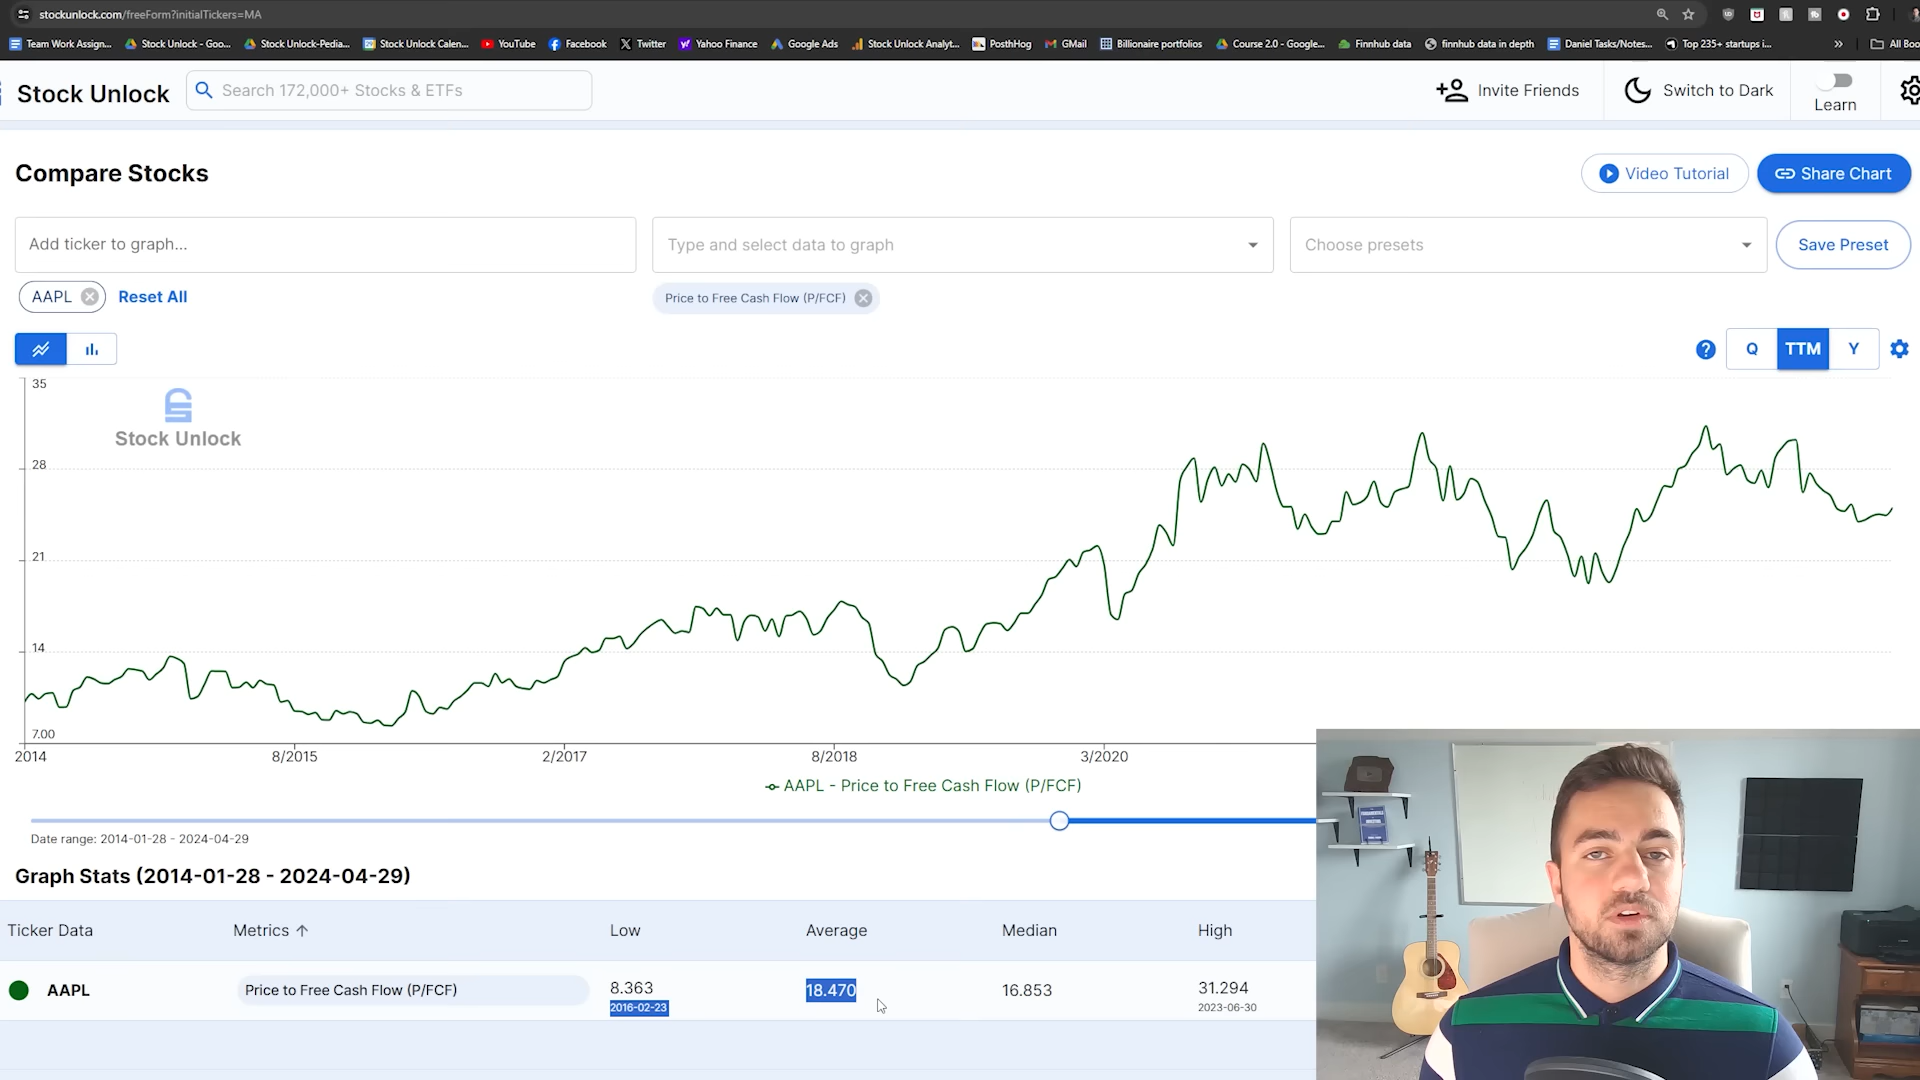 stockunlock.com/freeForm?initialTickers=MA
Team Work Assign... Stock Unlock - Goo... Stock Unlock-Pedia... Stock Unlock Calen... YouTube Facebook Twitter Yahoo Finance Google Ads Stock Unlock Analyt... PostHog GMail Billionaire portfolios Course 2.0 - Google... Finnhub data finnhub data in depth Daniel Tasks/Notes... Top 235+ startups i... » All Boo
Stock Unlock Search 172,000+ Stocks & ETFs Invite Friends Switch to Dark Learn
Compare Stocks Video Tutorial Share Chart
Add ticker to graph... Type and select data to graph Choose presets Save Preset
AAPL Reset All Price to Free Cash Flow (P/FCF)
? Q TTM Y
35
Stock Unlock
28
21
14
7.00
2014 8/2015 2/2017 8/2018 3/2020
AAPL - Price to Free Cash Flow (P/FCF)
Date range: 2014-01-28 - 2024-04-29
Graph Stats (2014-01-28 - 2024-04-29)
Ticker Data Metrics ↑ Low Average Median High
AAPL Price to Free Cash Flow (P/FCF) 8.363 18.470 16.853 31.294
2016-02-23 2023-06-30